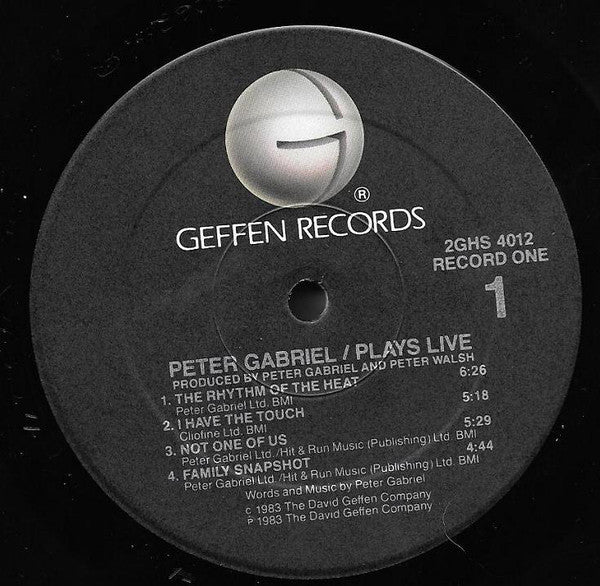 G
®
GEFFEN RECORDS
2GHS 4012
RECORD ONE
1
PETER GABRIEL / PLAYS LIVE
PRODUCED BY PETER GABRIEL AND PETER WALSH
1. THE RHYTHM OF THE HEAT 6:26
Peter Gabriel Ltd. BMI
2. I HAVE THE TOUCH 5:18
Cliofine Ltd. BMI
3. NOT ONE OF US 5:29
Peter Gabriel Ltd./Hit & Run Music (Publishing) Ltd. BMI
4. FAMILY SNAPSHOT 4:44
Peter Gabriel Ltd./Hit & Run Music (Publishing) Ltd. BMI
Words and Music by Peter Gabriel
© 1983 The David Geffen Company
℗ 1983 The David Geffen Company